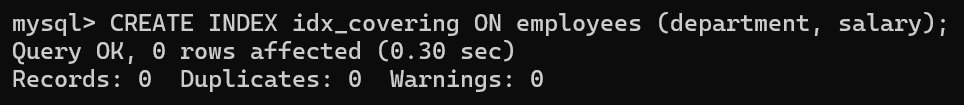 mysql> CREATE INDEX idx_covering ON employees (department, salary);
Query OK, 0 rows affected (0.30 sec)
Records: 0  Duplicates: 0  Warnings: 0